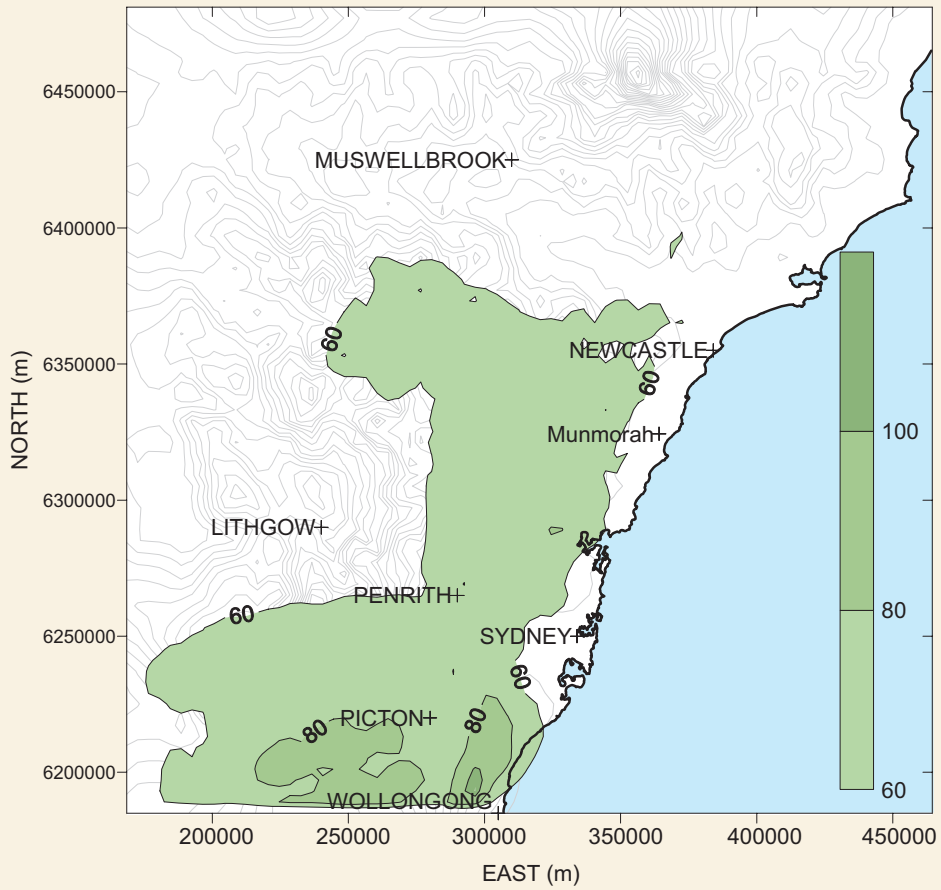 6450000
MUSWELLBROOK
6400000
60
NEWCASTLE
6350000
60
NORTH (m)
Munmorah
100
6300000
LITHGOW
PENRITH
60
80
SYDNEY
6250000
60
PICTON
80
80
6200000
60
WOLLONGONG
200000 250000 300000 350000 400000 450000
EAST (m)